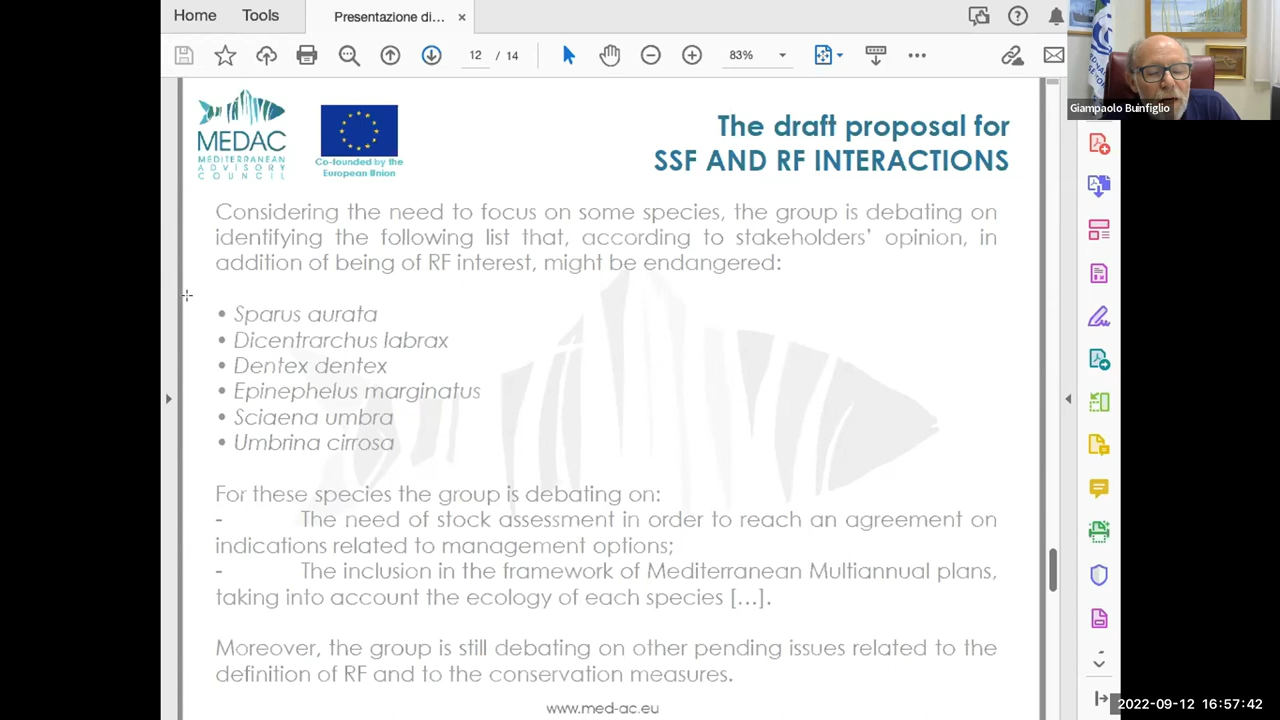 Home
Tools
Presentazione di...
×
12 / 14
83%
Giampaolo Buinfiglio
MEDAC
MEDITERRANEAN
ADVISORY
COUNCIL
Co-founded by the
European Union
The draft proposal for
SSF AND RF INTERACTIONS
Considering the need to focus on some species, the group is debating on
identifying the following list that, according to stakeholders' opinion, in
addition of being of RF interest, might be endangered:
• Sparus aurata
• Dicentrarchus labrax
• Dentex dentex
• Epinephelus marginatus
• Sciaena umbra
• Umbrina cirrosa
For these species the group is debating on:
- The need of stock assessment in order to reach an agreement on
indications related to management options;
- The inclusion in the framework of Mediterranean Multiannual plans,
taking into account the ecology of each species [...].
Moreover, the group is still debating on other pending issues related to the
definition of RF and to the conservation measures.
www.med-ac.eu
2022-09-12 16:57:42